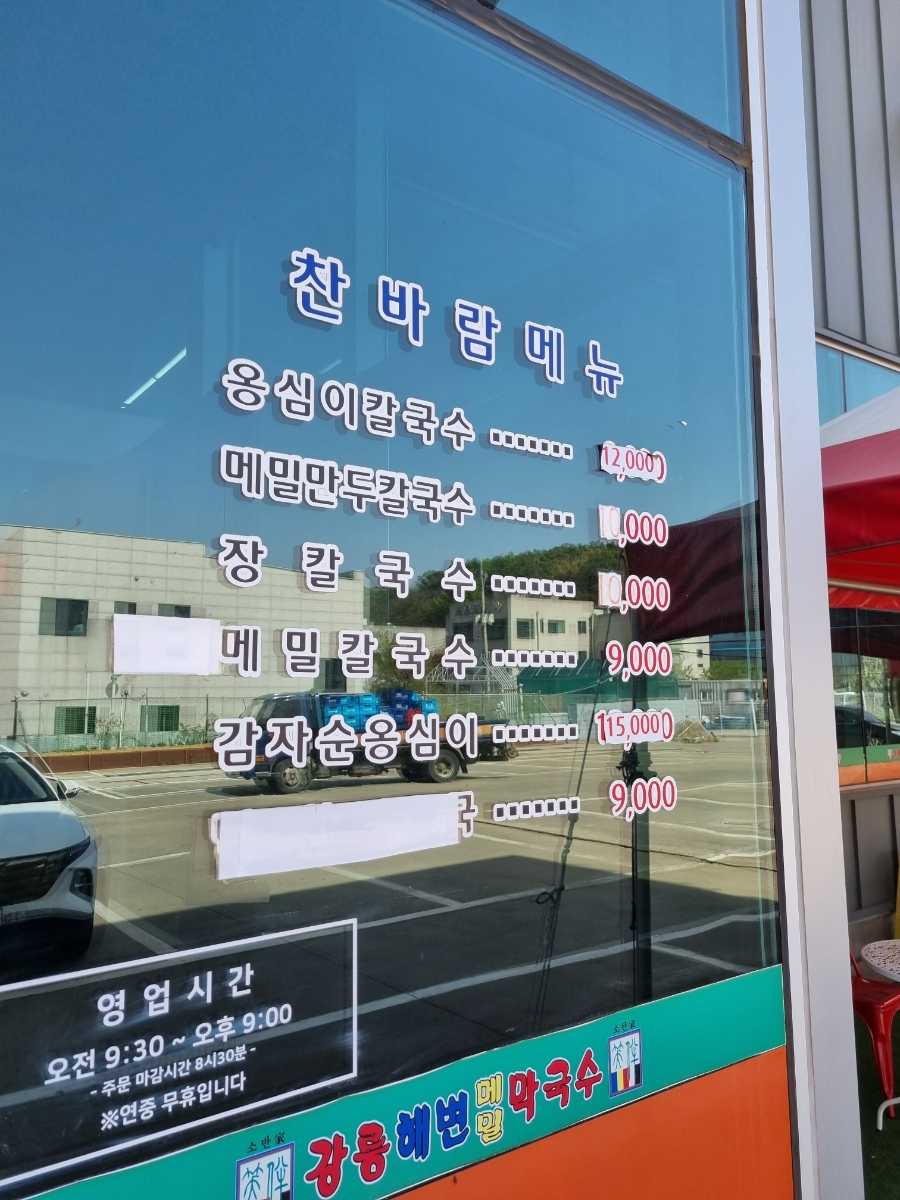 찬바람메뉴
옹심이칼국수 ······· 12,000
메밀만두칼국수 ······· 10,000
장칼국수 ······· 10,000
메밀칼국수 ······· 9,000
감자순옹심이 ······· 15,000
국 ······· 9,000
영업시간
오전 9:30 ~ 오후 9:00
- 주문 마감시간 8시30분 -
※연중 무휴입니다
소반家 강릉해변메밀막국수 소반家